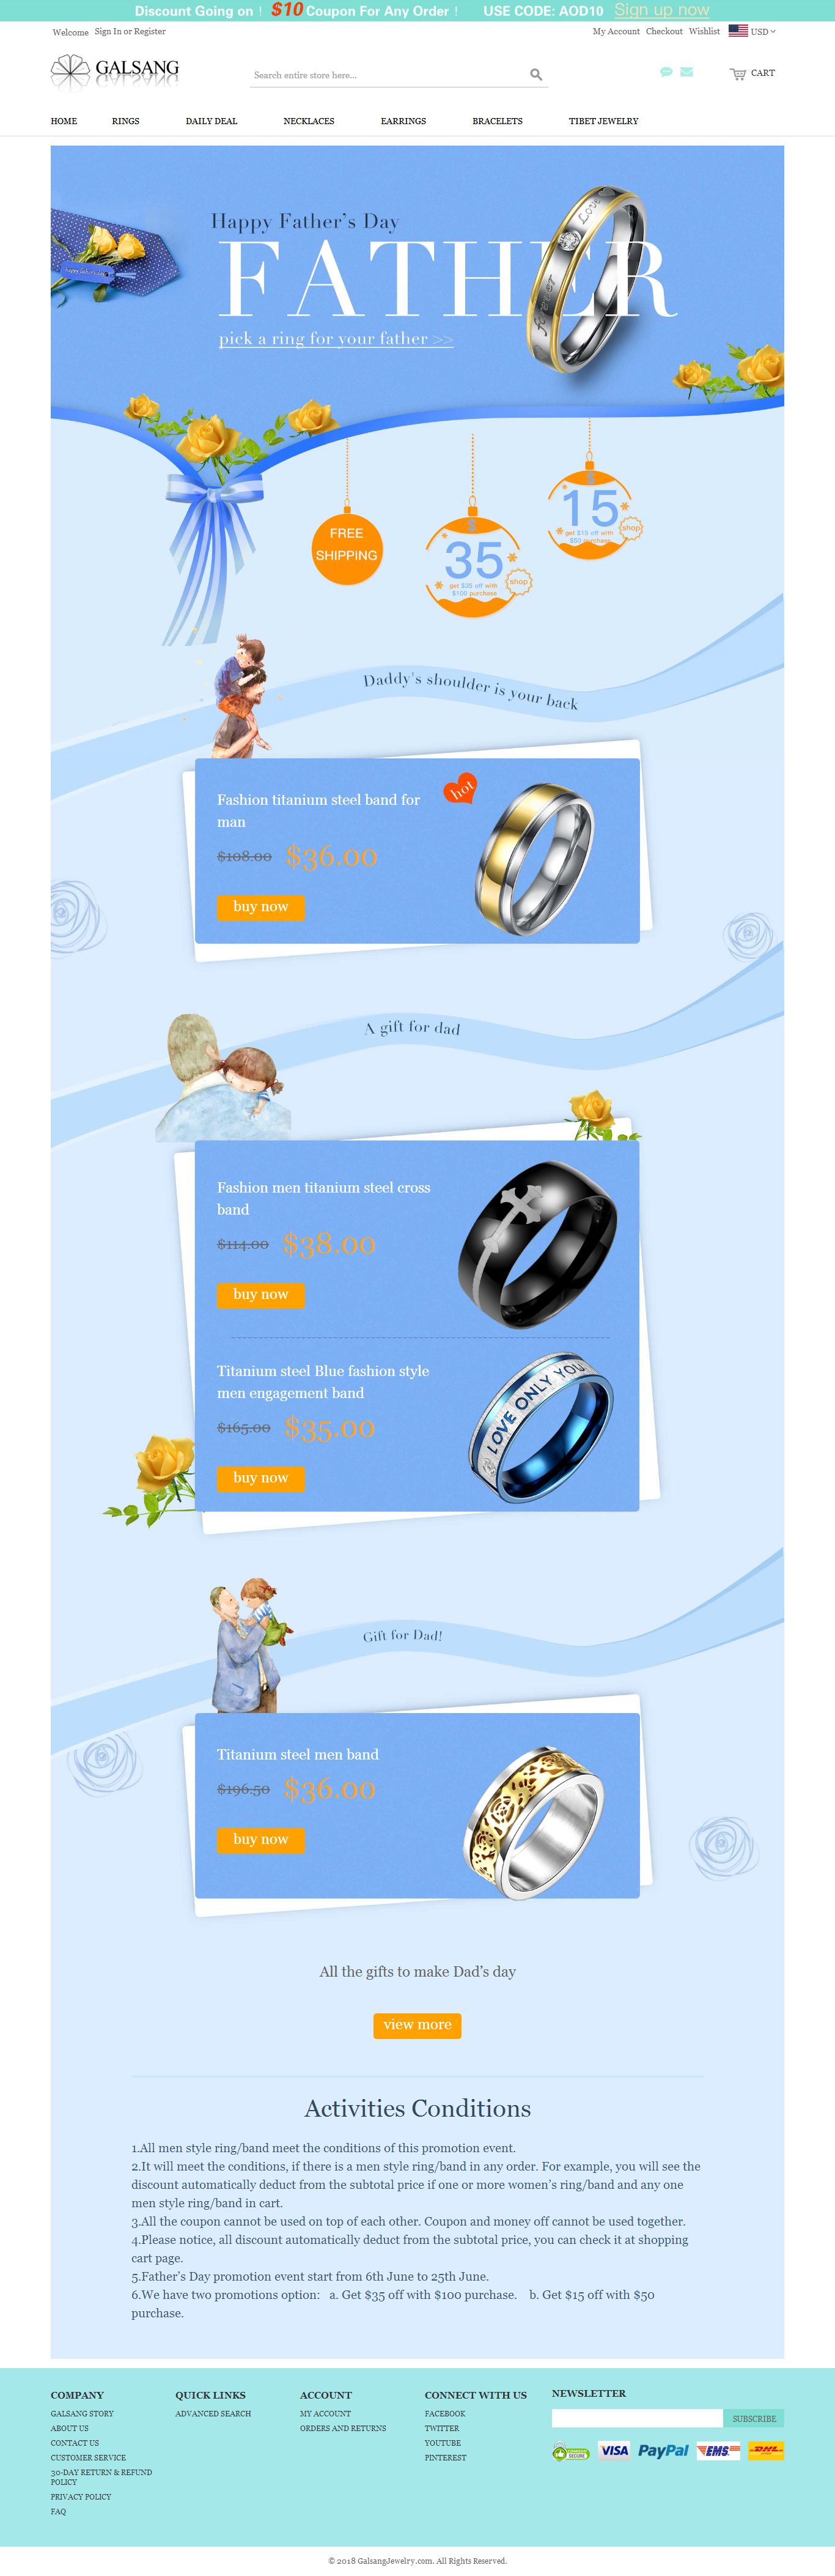 Discount Going on ! $10 Coupon For Any Order ! USE CODE: AOD10 Sign up now
Welcome Sign In or Register
My Account Checkout Wishlist USD
GALSANG
Search entire store here...
CART
HOME RINGS DAILY DEAL NECKLACES EARRINGS BRACELETS TIBET JEWELRY
Happy Father's Day
FATHER
pick a ring for your father >>
Love
forever
FREE
SHIPPING
$
35
get $35 off with
$100 purchase
shop
$
15
get $15 off with
$50 purchase
shop
Daddy's shoulder is your back
Fashion titanium steel band for
man
hot
$108.00 $36.00
buy now
A gift for dad
Fashion men titanium steel cross
band
$114.00 $38.00
buy now
Titanium steel Blue fashion style
men engagement band
LOVE ONLY YOU
$165.00 $35.00
buy now
Gift for Dad!
Titanium steel men band
$196.50 $36.00
buy now
All the gifts to make Dad's day
view more
Activities Conditions
1.All men style ring/band meet the conditions of this promotion event.
2.It will meet the conditions, if there is a men style ring/band in any order. For example, you will see the
discount automatically deduct from the subtotal price if one or more women's ring/band and any one
men style ring/band in cart.
3.All the coupon cannot be used on top of each other. Coupon and money off cannot be used together.
4.Please notice, all discount automatically deduct from the subtotal price, you can check it at shopping
cart page.
5.Father's Day promotion event start from 6th June to 25th June.
6.We have two promotions option: a. Get $35 off with $100 purchase. b. Get $15 off with $50
purchase.
COMPANY
GALSANG STORY
ABOUT US
CONTACT US
CUSTOMER SERVICE
30-DAY RETURN & REFUND
POLICY
PRIVACY POLICY
FAQ
QUICK LINKS
ADVANCED SEARCH
ACCOUNT
MY ACCOUNT
ORDERS AND RETURNS
CONNECT WITH US
FACEBOOK
TWITTER
YOUTUBE
PINTEREST
NEWSLETTER
SUBSCRIBE
SECURE VISA PayPal EMS DHL
© 2018 GalsangJewelry.com. All Rights Reserved.